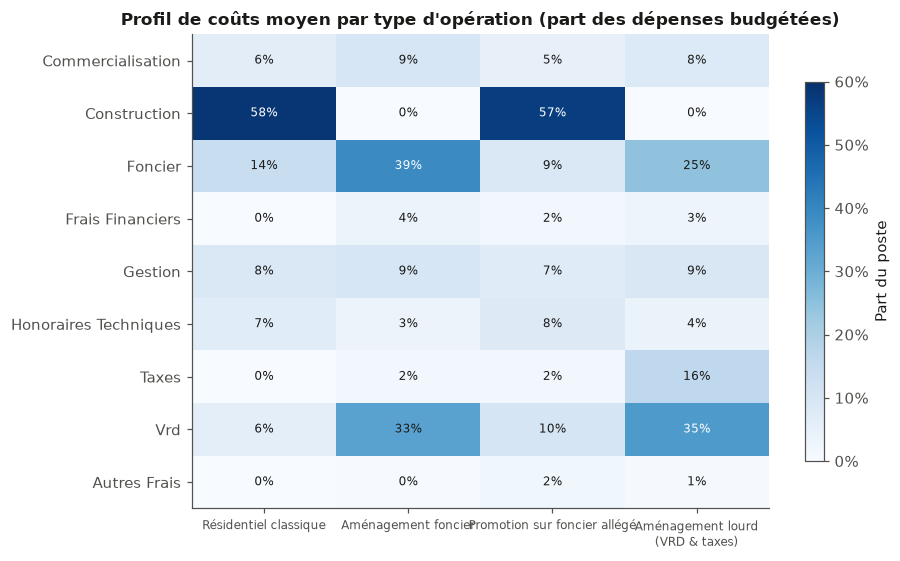 Profil de coûts moyen par type d'opération (part des dépenses budgétées)
Commercialisation 6% 9% 5% 8%
Construction 58% 0% 57% 0%
Foncier 14% 39% 9% 25%
Frais Financiers 0% 4% 2% 3%
Gestion 8% 9% 7% 9%
Honoraires Techniques 7% 3% 8% 4%
Taxes 0% 2% 2% 16%
Vrd 6% 33% 10% 35%
Autres Frais 0% 0% 2% 1%
Résidentiel classique Aménagement foncier Promotion sur foncier allégé Aménagement lourd
(VRD & taxes)
60%
50%
40%
30%
20%
10%
0%
Part du poste